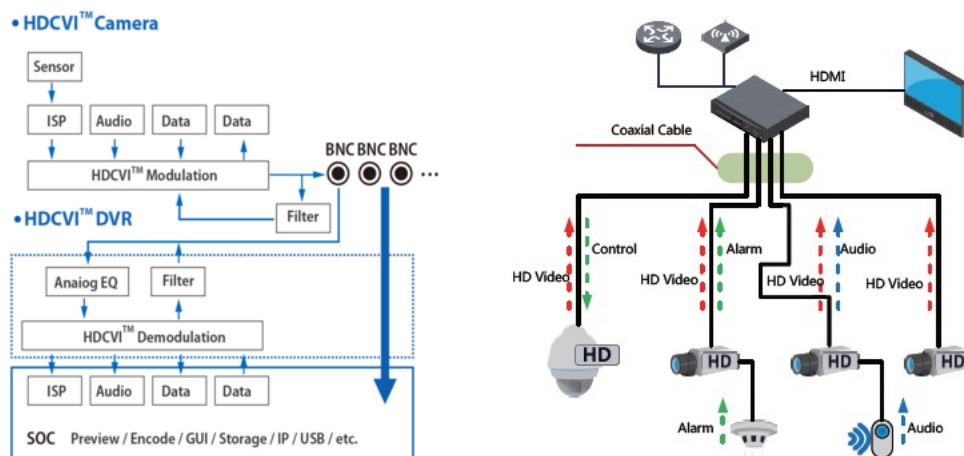 • HDCVI™ Camera
Sensor
ISP Audio Data Data
HDCVI™ Modulation
BNC BNC BNC
...
Filter
• HDCVI™ DVR
Anaiog EQ Filter
HDCVI™ Demodulation
ISP Audio Data Data
SOC Preview / Encode / GUI / Storage / IP / USB / etc.
HDMI
Coaxial Cable
Control Alarm Audio
HD Video HD Video HD Video HD Video
HD HD HD HD
Alarm Audio